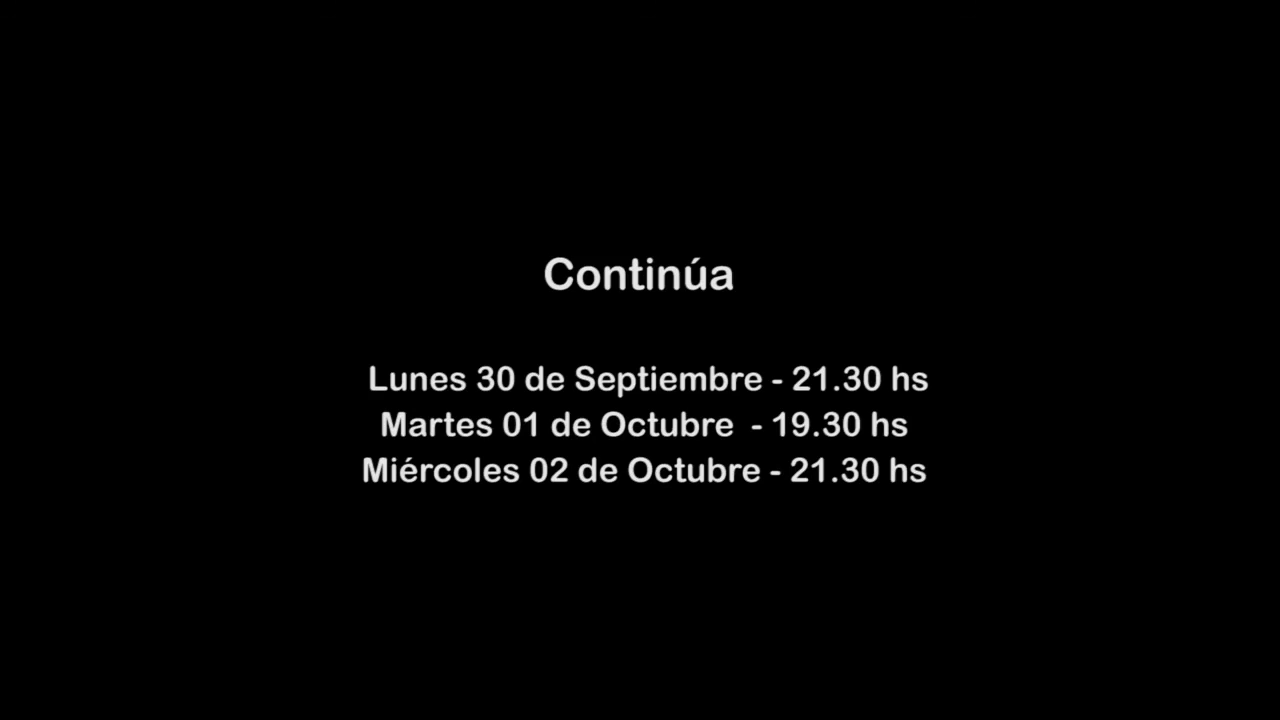 Continúa
Lunes 30 de Septiembre - 21.30 hs
Martes 01 de Octubre - 19.30 hs
Miércoles 02 de Octubre - 21.30 hs